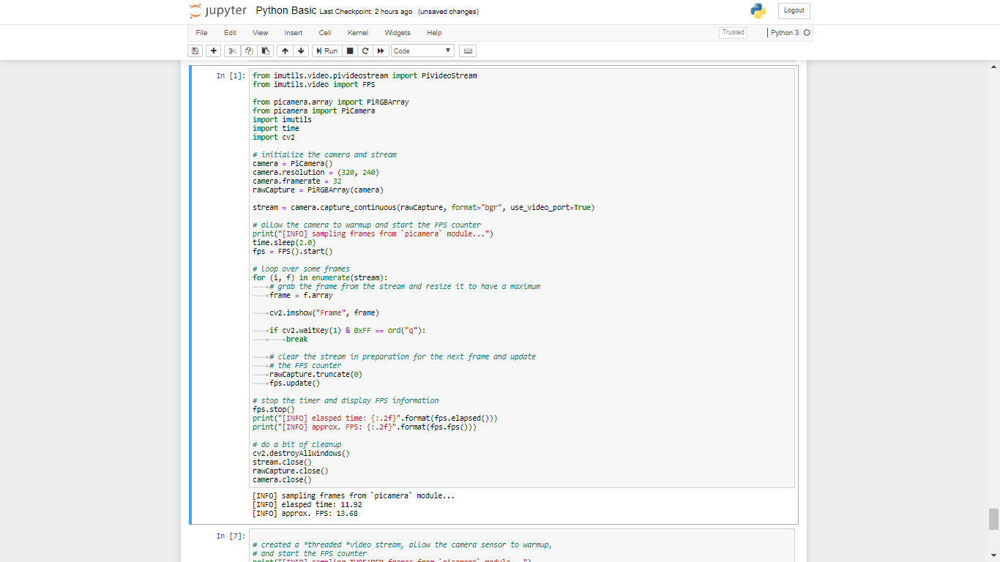 jupyter Python Basic Last Checkpoint: 2 hours ago (unsaved changes) Logout
File Edit View Insert Cell Kernel Widgets Help Trusted Python 3
Run Code
In [1]: from imutils.video.pivideostream import PiVideoStream
from imutils.video import FPS
from picamera.array import PiRGBArray
from picamera import PiCamera
import imutils
import time
import cv2
# initialize the camera and stream
camera = PiCamera()
camera.resolution = (320, 240)
camera.framerate = 32
rawCapture = PiRGBArray(camera)
stream = camera.capture_continuous(rawCapture, format="bgr", use_video_port=True)
# allow the camera to warmup and start the FPS counter
print("[INFO] sampling frames from `picamera` module...")
time.sleep(2.0)
fps = FPS().start()
# loop over some frames
for (i, f) in enumerate(stream):
# grab the frame from the stream and resize it to have a maximum
frame = f.array
cv2.imshow("Frame", frame)
if cv2.waitKey(1) & 0xFF == ord("q"):
break
# clear the stream in preparation for the next frame and update
# the FPS counter
rawCapture.truncate(0)
fps.update()
# stop the timer and display FPS information
fps.stop()
print("[INFO] elasped time: {:.2f}".format(fps.elapsed()))
print("[INFO] approx. FPS: {:.2f}".format(fps.fps()))
# do a bit of cleanup
cv2.destroyAllWindows()
stream.close()
rawCapture.close()
camera.close()
[INFO] sampling frames from `picamera` module...
[INFO] elasped time: 11.92
[INFO] approx. FPS: 13.68
In [7]:
# created a *threaded *video stream, allow the camera sensor to warmup,
# and start the FPS counter
print("[INFO] sampling THREADED frames from `picamera` module...")